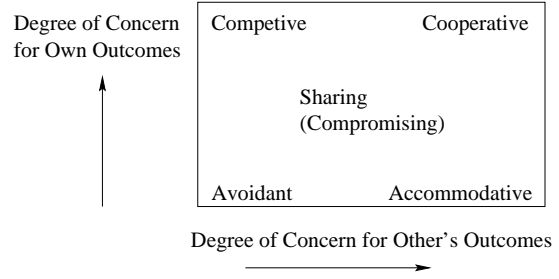 Degree of Concern
for Own Outcomes
Competive
Cooperative
Sharing
(Compromising)
Avoidant
Accommodative
Degree of Concern for Other's Outcomes